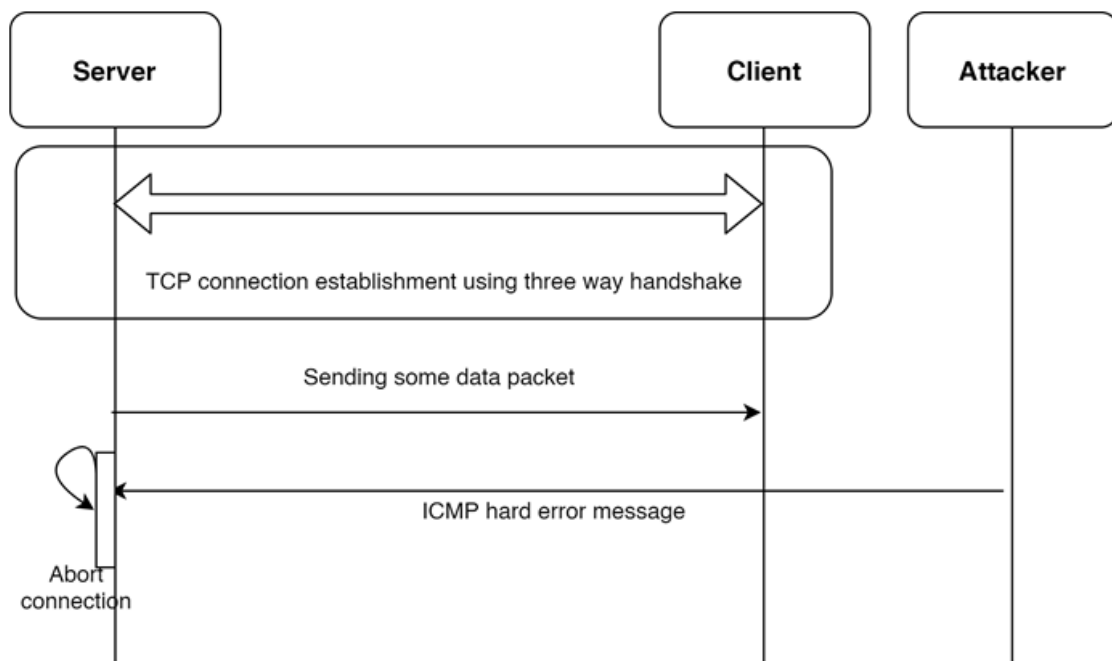 Server
Client
Attacker
TCP connection establishment using three way handshake
Sending some data packet
ICMP hard error message
Abort
connection